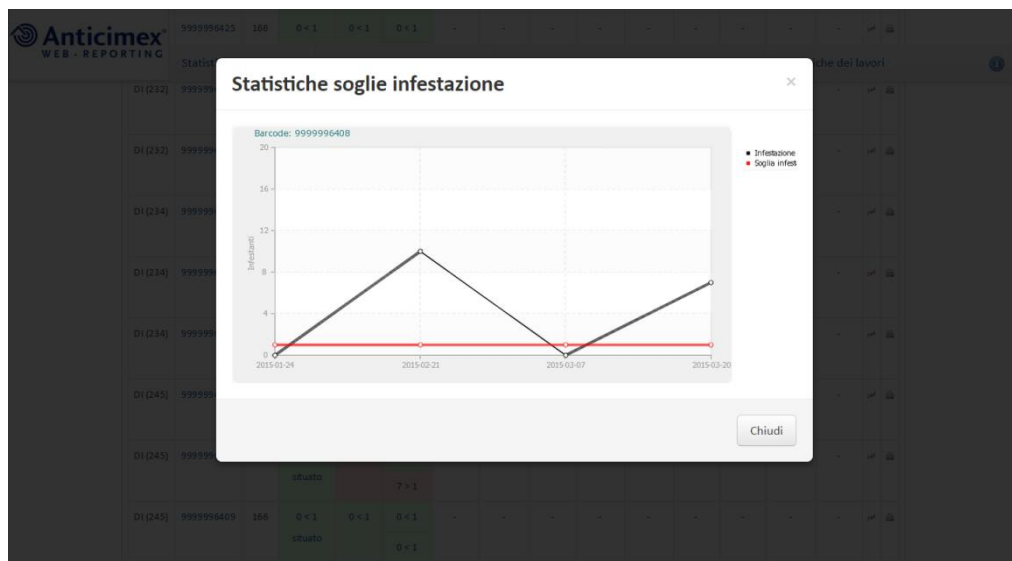 Anticimex
WEB - REPORTING
9999996425 166 0 < 1 0 < 1 0 < 1 - - - - - - - - -
Statistiche soglie infestazione ×
che dei lavori
DI (232)
DI (232)
DI (234)
DI (234)
DI (234)
DI (245)
DI (245)
Barcode: 9999996408
20
16
12
8
4
0
Infestanti
2015-01-24 2015-02-21 2015-03-07 2015-03-20
Infestazione
Soglia infest
Chiudi
situato 7 > 1
DI (245) 9999996409 168 0 < 1 0 < 1 0 < 1 - - - - - - - - -
situato 0 < 1